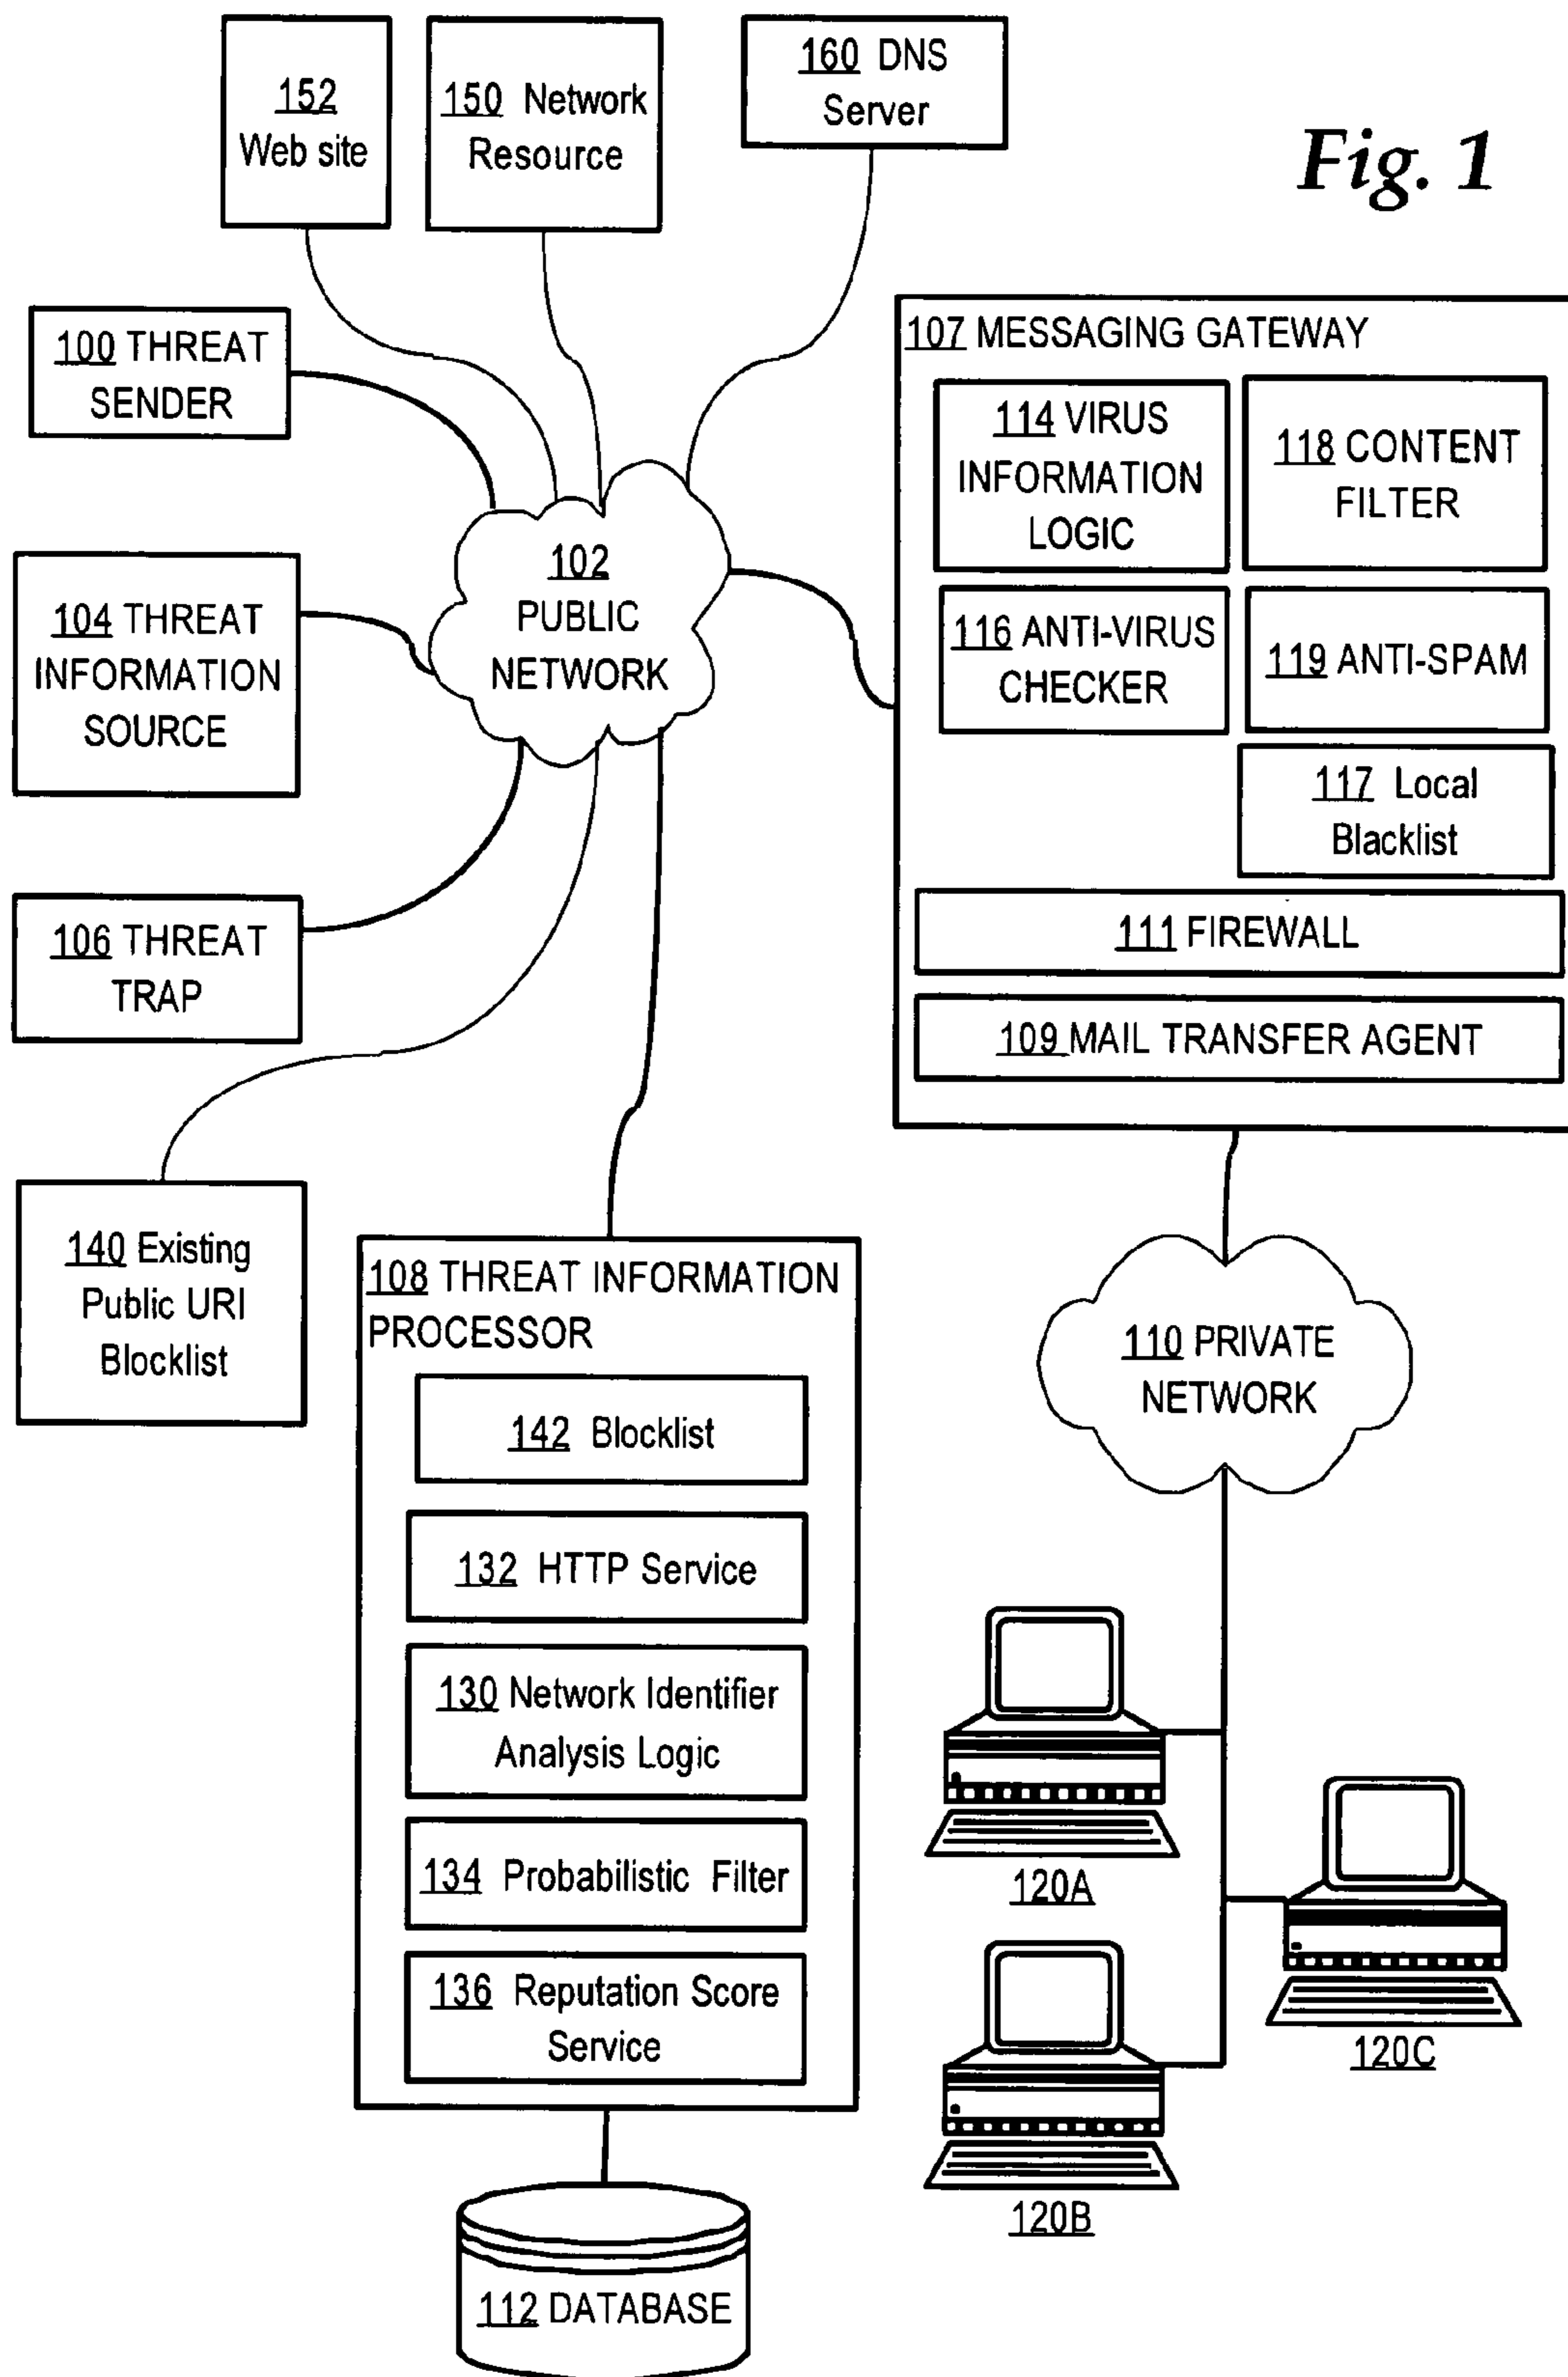 152
Web site
150 Network
Resource
160 DNS
Server
Fig. 1
100 THREAT
SENDER
107 MESSAGING GATEWAY
114 VIRUS
INFORMATION
LOGIC
118 CONTENT
FILTER
102
PUBLIC
NETWORK
104 THREAT
INFORMATION
SOURCE
116 ANTI-VIRUS
CHECKER
119 ANTI-SPAM
117 Local
Blacklist
106 THREAT
TRAP
111 FIREWALL
109 MAIL TRANSFER AGENT
140 Existing
Public URI
Blocklist
108 THREAT INFORMATION
PROCESSOR
142 Blocklist
132 HTTP Service
130 Network Identifier
Analysis Logic
134 Probabilistic Filter
136 Reputation Score
Service
110 PRIVATE
NETWORK
120A
120C
120B
112 DATABASE